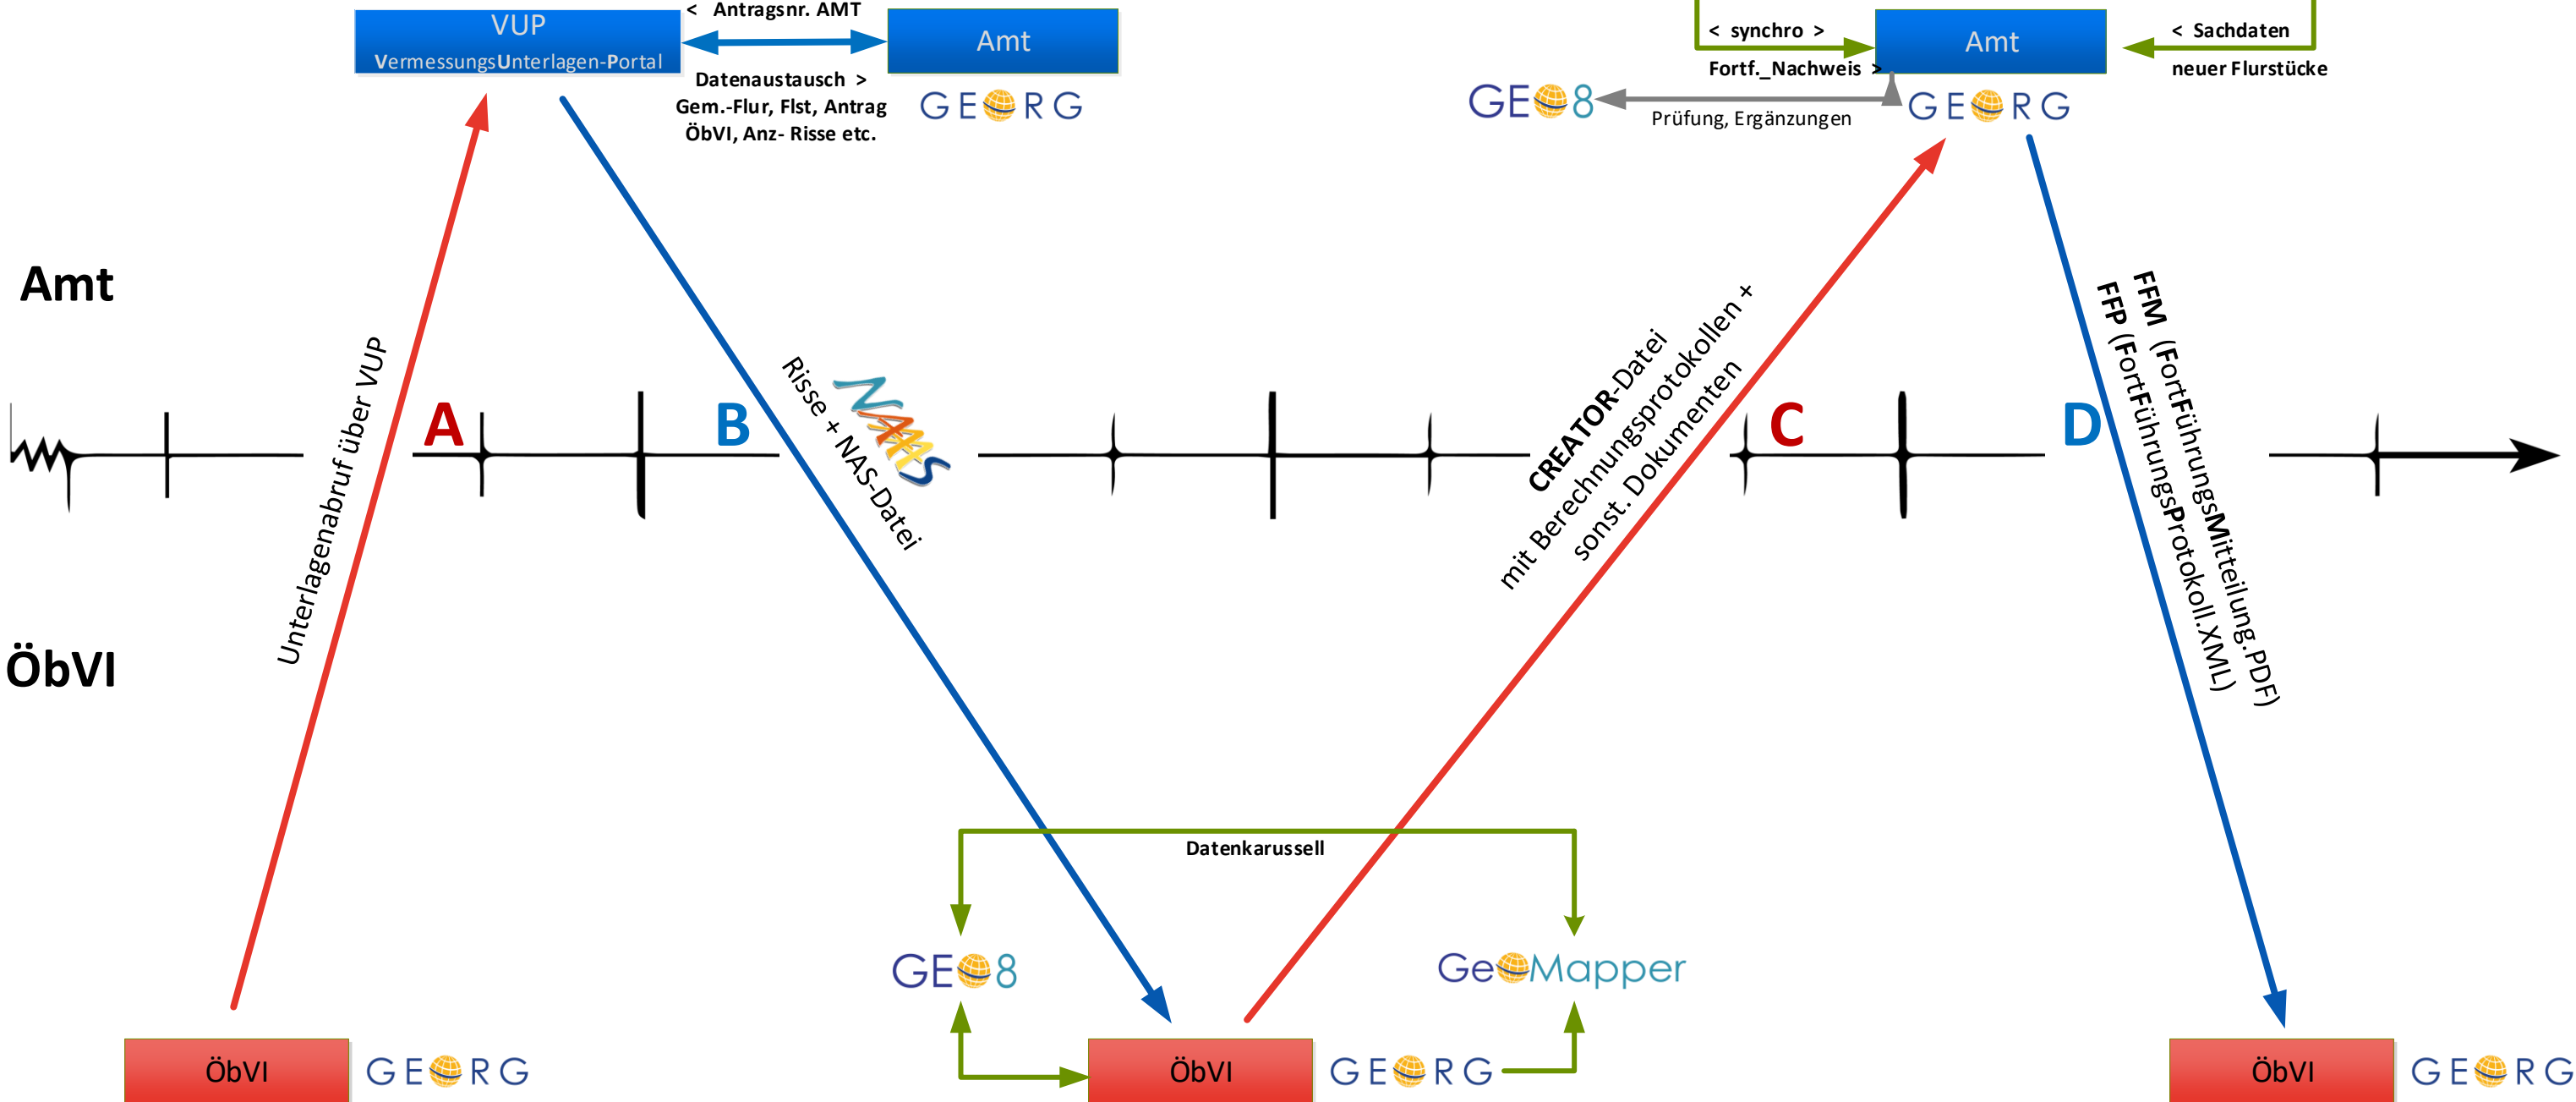 VUP
VermessungsUnterlagen-Portal
< Antragsnr. AMT
Datenaustausch >
Gem.-Flur, Flst, Antrag
ÖbVI, Anz- Risse etc.
Amt
GEORG
< synchro >
Fortf._Nachweis >
Amt
< Sachdaten
neuer Flurstücke
GEO8
Prüfung, Ergänzungen
GEORG
Amt
ÖbVI
Unterlagenabruf über VUP
A
B
Risse + NAS-Datei
NAS
CREATOR-Datei
mit Berechnungsprotokollen +
sonst. Dokumenten
C
D
FFM (FortFührungsMitteilung.PDF)
FFP (FortFührungsProtokoll.XML)
Datenkarussell
GEO8
GeoMapper
ÖbVI
GEORG
ÖbVI
GEORG
ÖbVI
GEORG